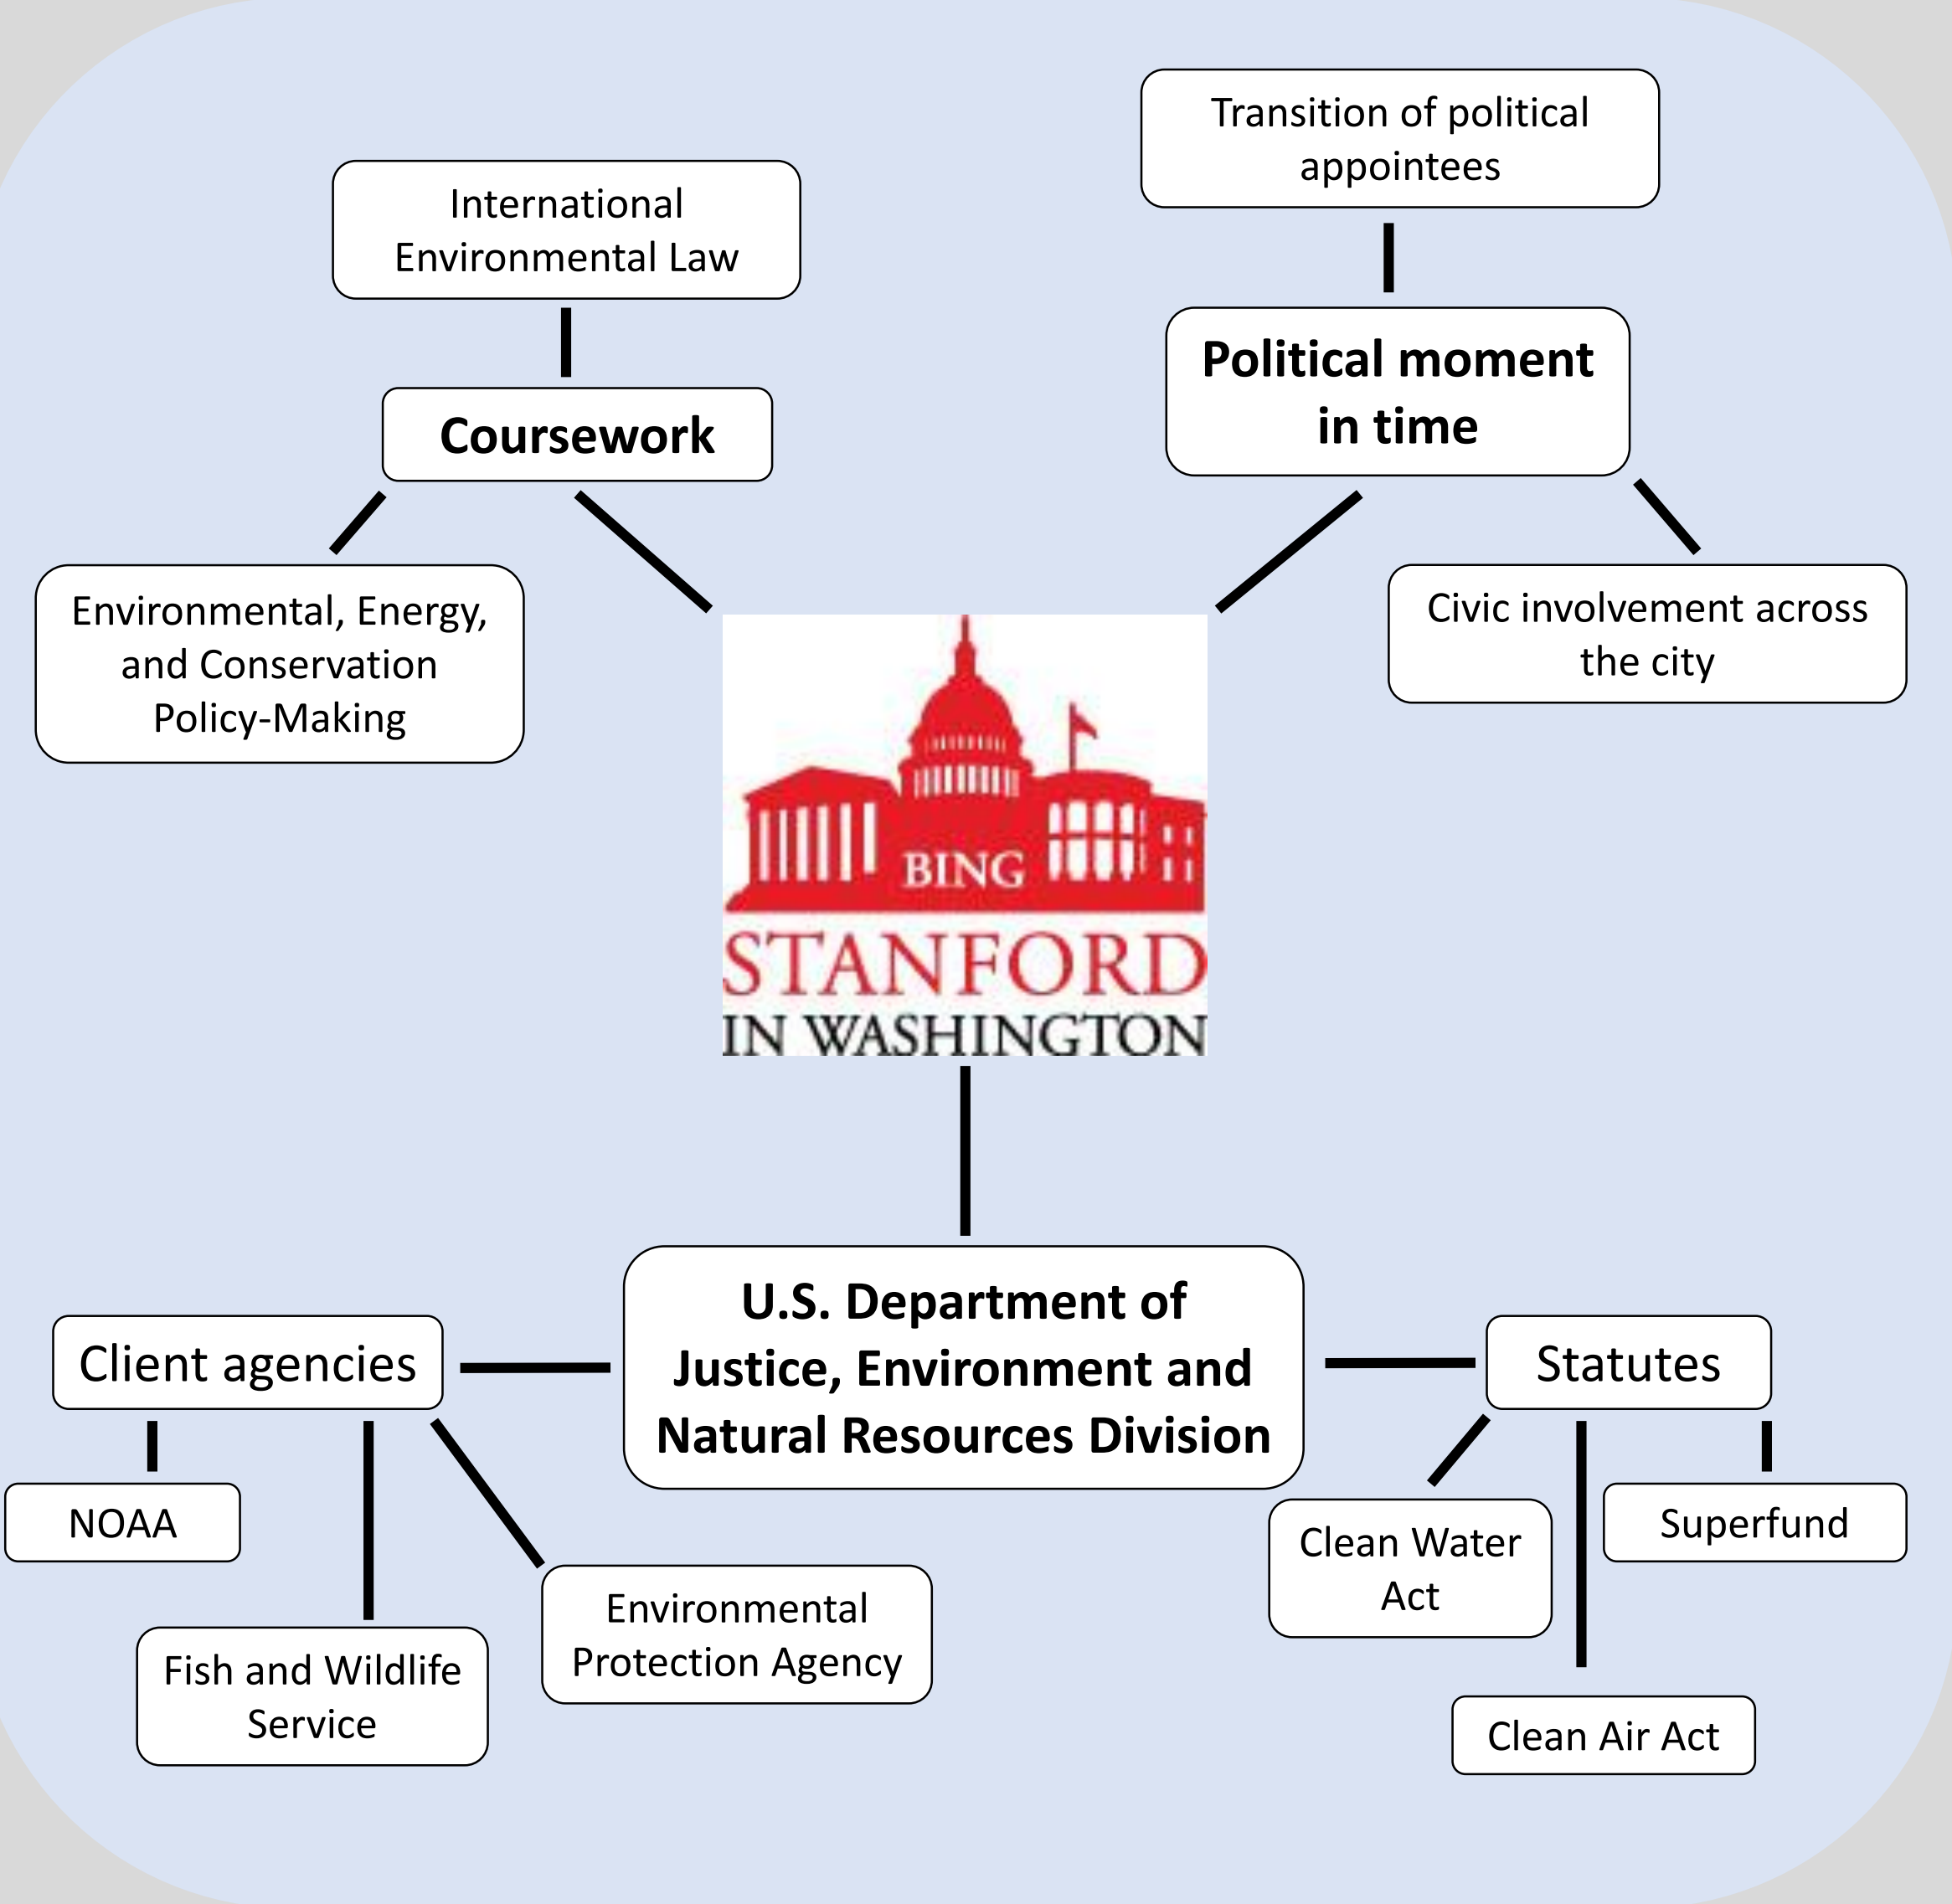 Transition of political
appointees
International
Environmental Law
Political moment
in time
Coursework
Environmental, Energy,
and Conservation
Policy-Making
Civic involvement across
the city
BING
STANFORD
IN WASHINGTON
U.S. Department of
Justice, Environment and
Natural Resources Division
Client agencies
NOAA
Fish and Wildlife
Service
Environmental
Protection Agency
Statutes
Clean Water
Act
Superfund
Clean Air Act